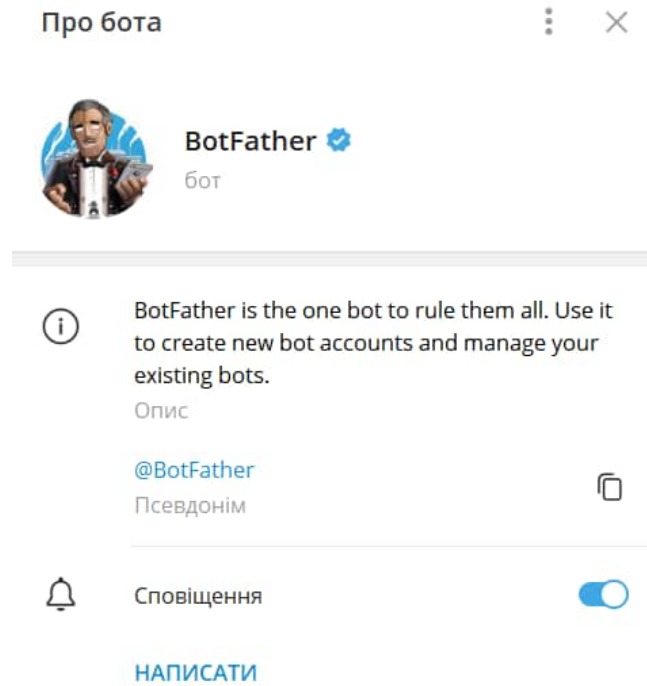 Про бота
BotFather
бот
BotFather is the one bot to rule them all. Use it
to create new bot accounts and manage your
existing bots.
Опис
@BotFather
Псевдонім
Сповіщення
НАПИСАТИ